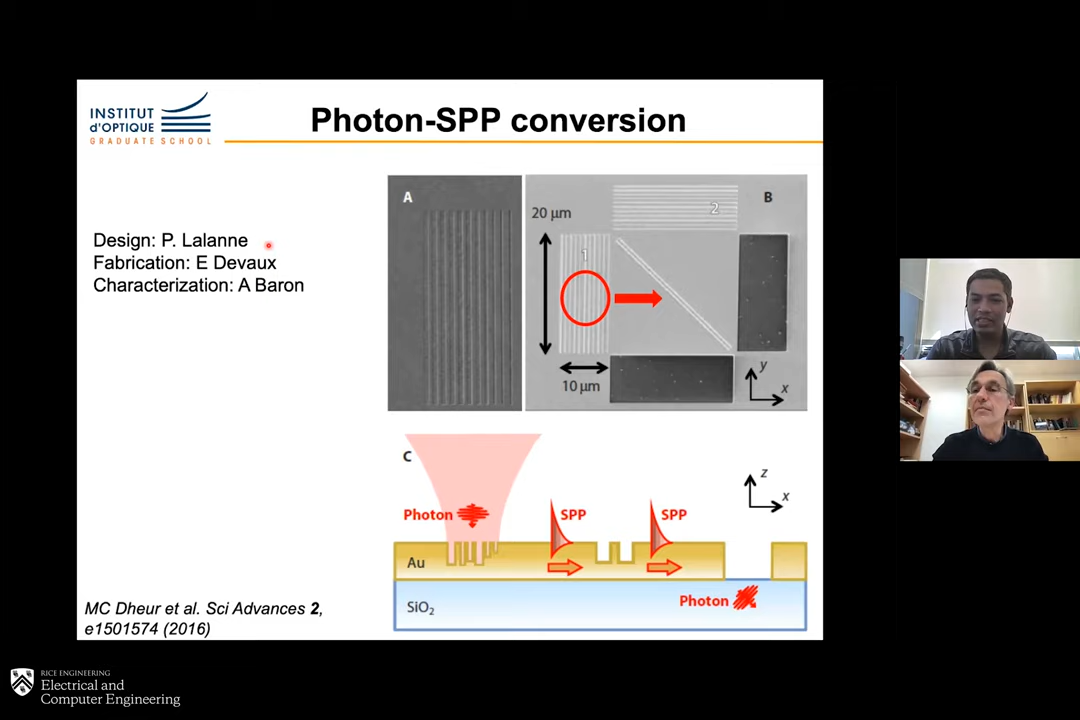 INSTITUT
d'OPTIQUE
GRADUATE SCHOOL
Photon-SPP conversion
Design: P. Lalanne
Fabrication: E Devaux
Characterization: A Baron
A
B
20 µm
1
2
10 µm
y
x
C
Photon
SPP
SPP
z
x
Au
SiO2
Photon
MC Dheur et al. Sci Advances 2,
e1501574 (2016)
RICE ENGINEERING
Electrical and
Computer Engineering